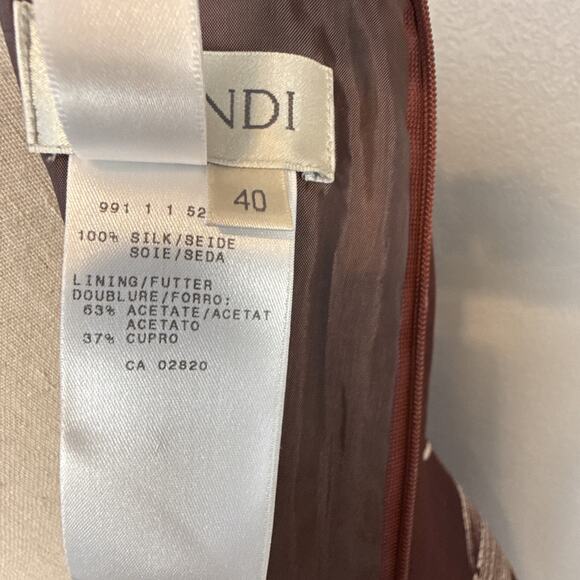 NDI
40
991 1 1 52
100% SILK/SEIDE
SOIE/SEDA
LINING/FUTTER
DOUBLURE/FORRO:
63% ACETATE/ACETAT
ACETATO
37% CUPRO
CA 02820